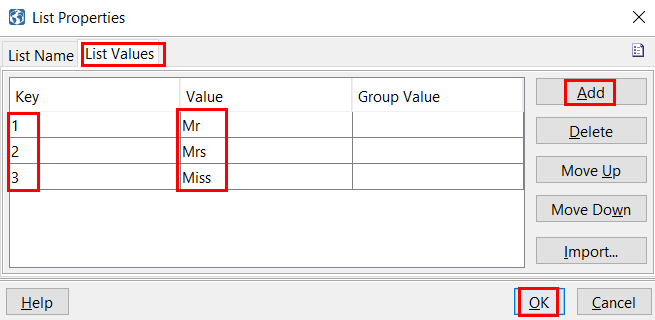 List Properties
List Name List Values
Key Value Group Value
1 Mr
2 Mrs
3 Miss
Add
Delete
Move Up
Move Down
Import...
Help OK Cancel